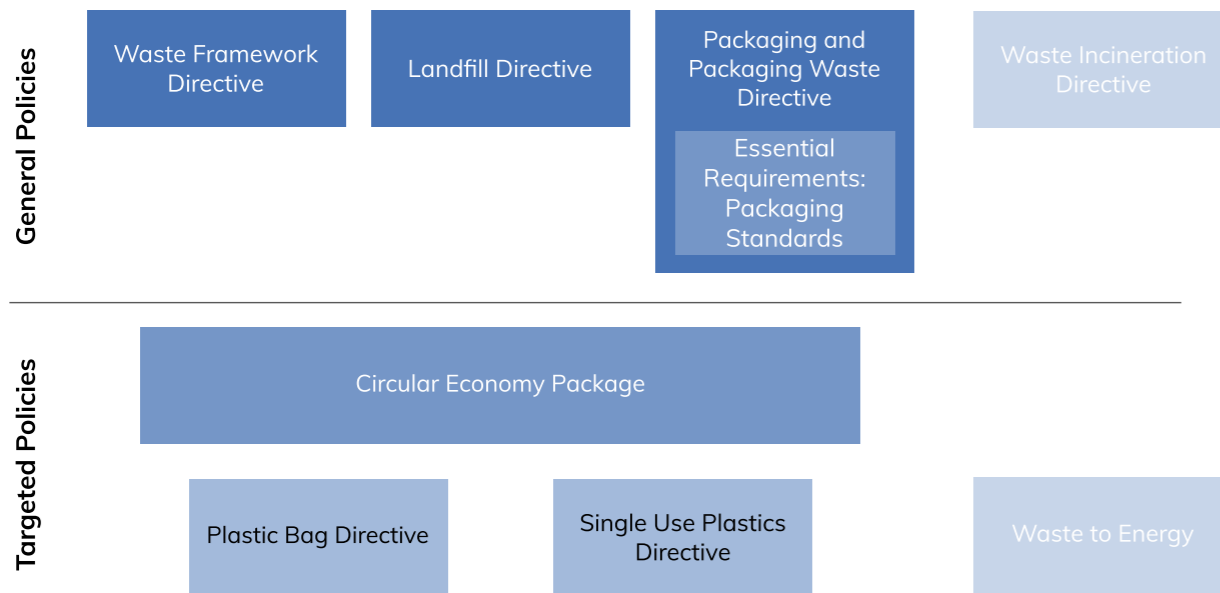 General Policies
Waste Framework
Directive
Landfill Directive
Packaging and
Packaging Waste
Directive
Essential
Requirements:
Packaging
Standards
Waste Incineration
Directive
Targeted Policies
Circular Economy Package
Plastic Bag Directive
Single Use Plastics
Directive
Waste to Energy